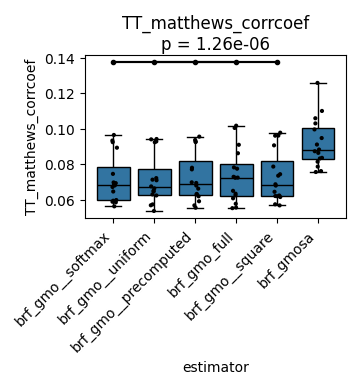 TT_matthews_corrcoef
p = 1.26e-06
TT_matthews_corrcoef
0.14
0.12
0.10
0.08
0.06
brf_gmo__softmax
brf_gmo__uniform
brf_gmo__precomputed
brf_gmo_full
brf_gmo__square
brf_gmosa
estimator